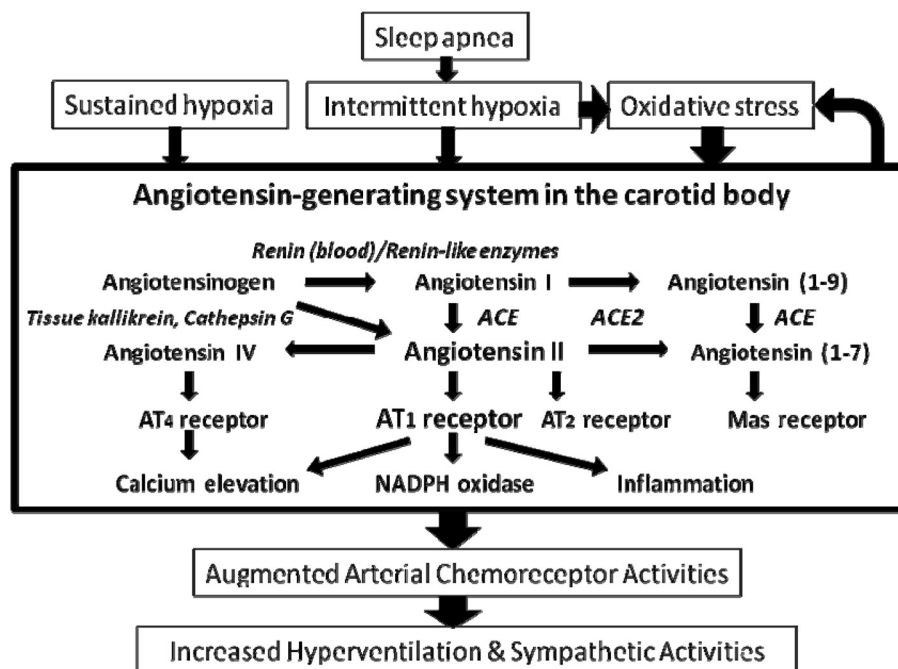 Sleep apnea
Sustained hypoxia Intermittent hypoxia Oxidative stress
Angiotensin-generating system in the carotid body
Renin (blood)/Renin-like enzymes
Angiotensinogen Angiotensin I Angiotensin (1-9)
Tissue kallikrein, Cathepsin G ACE ACE2 ACE
Angiotensin IV Angiotensin II Angiotensin (1-7)
AT4 receptor AT1 receptor AT2 receptor Mas receptor
Calcium elevation NADPH oxidase Inflammation
Augmented Arterial Chemoreceptor Activities
Increased Hyperventilation & Sympathetic Activities